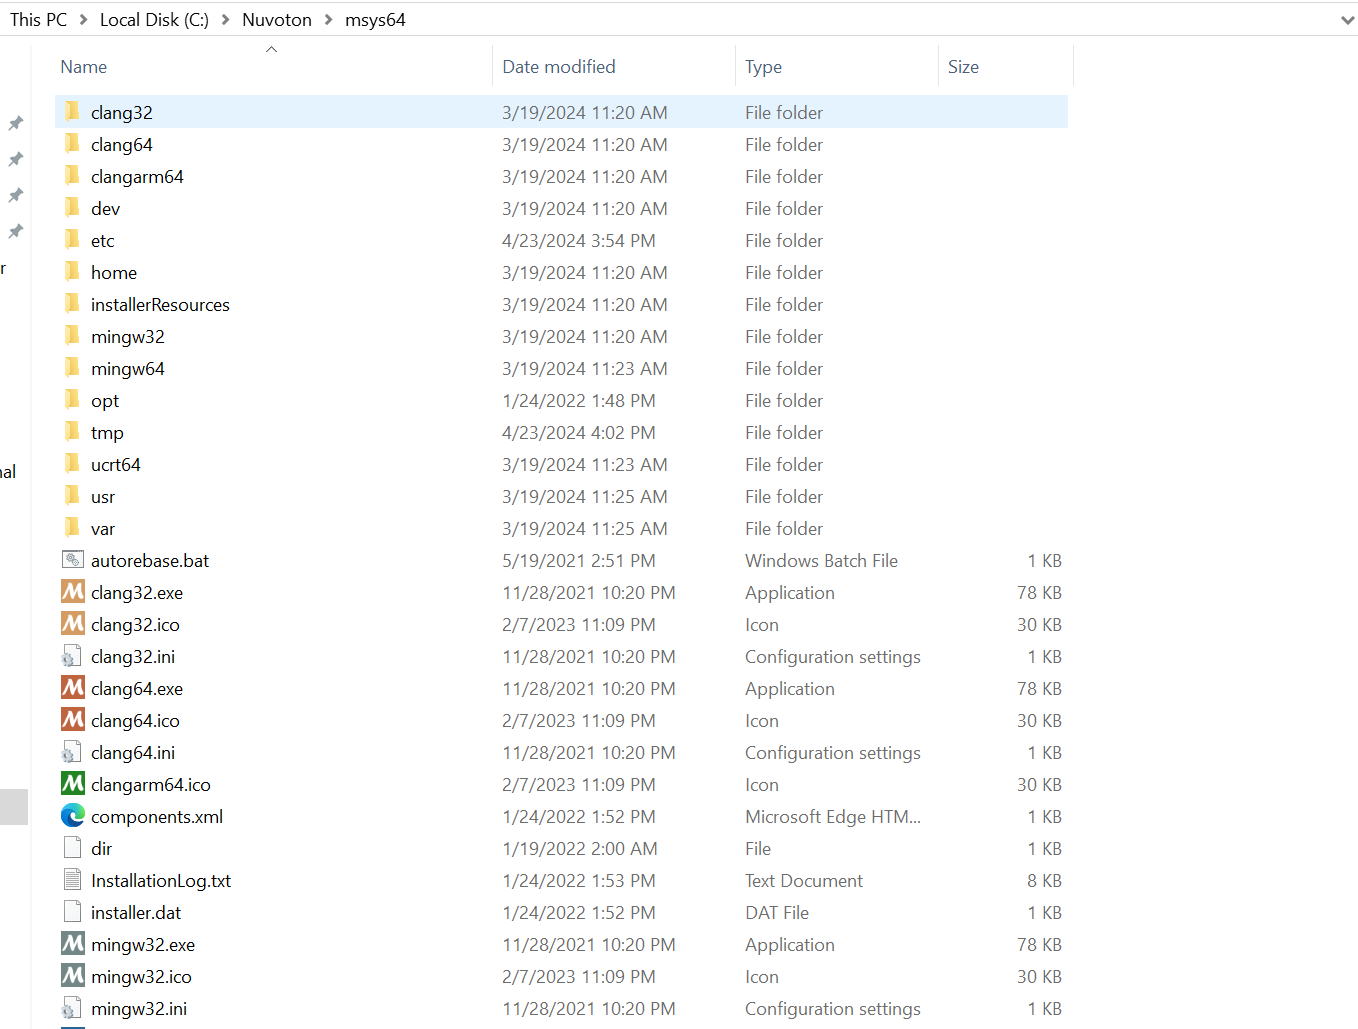 This PC > Local Disk (C:) > Nuvoton > msys64
Name Date modified Type Size
clang32 3/19/2024 11:20 AM File folder
clang64 3/19/2024 11:20 AM File folder
clangarm64 3/19/2024 11:20 AM File folder
dev 3/19/2024 11:20 AM File folder
etc 4/23/2024 3:54 PM File folder
r
home 3/19/2024 11:20 AM File folder
installerResources 3/19/2024 11:20 AM File folder
mingw32 3/19/2024 11:20 AM File folder
mingw64 3/19/2024 11:23 AM File folder
opt 1/24/2022 1:48 PM File folder
tmp 4/23/2024 4:02 PM File folder
ucrt64 3/19/2024 11:23 AM File folder
al
usr 3/19/2024 11:25 AM File folder
var 3/19/2024 11:25 AM File folder
autorebase.bat 5/19/2021 2:51 PM Windows Batch File 1 KB
clang32.exe 11/28/2021 10:20 PM Application 78 KB
clang32.ico 2/7/2023 11:09 PM Icon 30 KB
clang32.ini 11/28/2021 10:20 PM Configuration settings 1 KB
clang64.exe 11/28/2021 10:20 PM Application 78 KB
clang64.ico 2/7/2023 11:09 PM Icon 30 KB
clang64.ini 11/28/2021 10:20 PM Configuration settings 1 KB
clangarm64.ico 2/7/2023 11:09 PM Icon 30 KB
components.xml 1/24/2022 1:52 PM Microsoft Edge HTM... 1 KB
dir 1/19/2022 2:00 AM File 1 KB
InstallationLog.txt 1/24/2022 1:53 PM Text Document 8 KB
installer.dat 1/24/2022 1:52 PM DAT File 1 KB
mingw32.exe 11/28/2021 10:20 PM Application 78 KB
mingw32.ico 2/7/2023 11:09 PM Icon 30 KB
mingw32.ini 11/28/2021 10:20 PM Configuration settings 1 KB